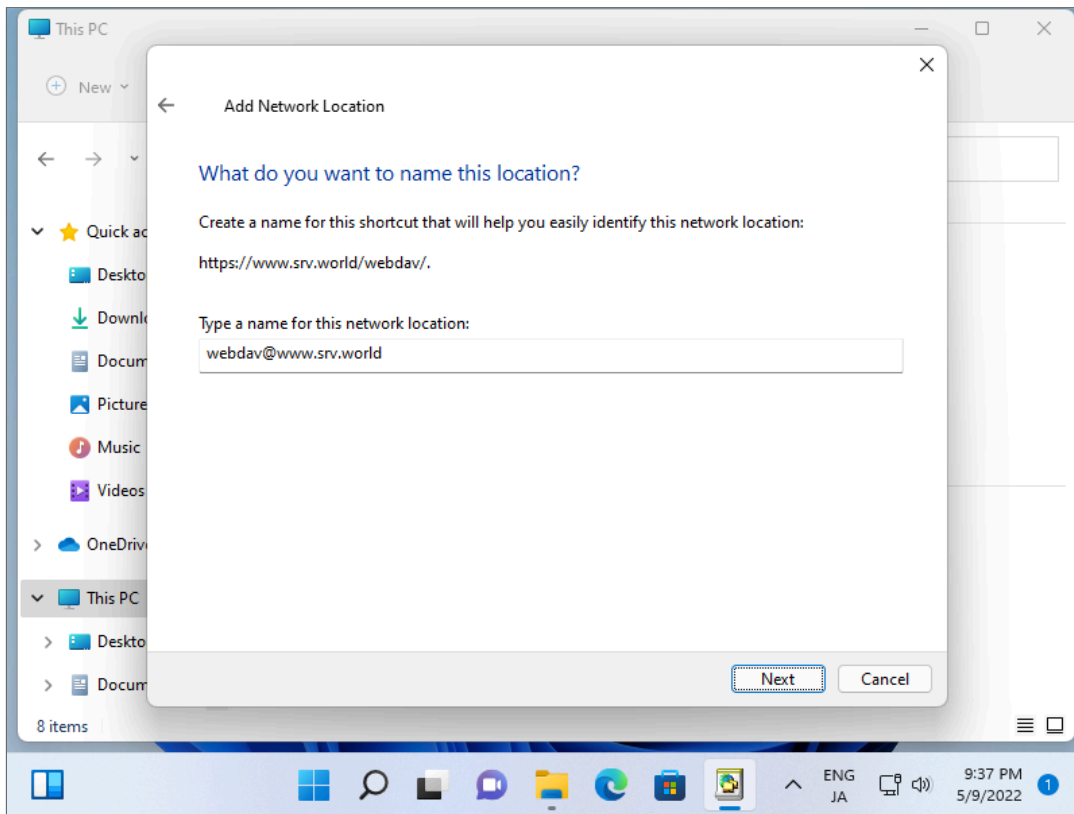 This PC
New
Add Network Location
What do you want to name this location?
Create a name for this shortcut that will help you easily identify this network location:
https://www.srv.world/webdav/.
Type a name for this network location:
webdav@www.srv.world
Quick ac
Deskto
Downlo
Docum
Picture
Music
Videos
OneDriv
This PC
Deskto
Docum
Next
Cancel
8 items
ENG
JA
9:37 PM
5/9/2022
1